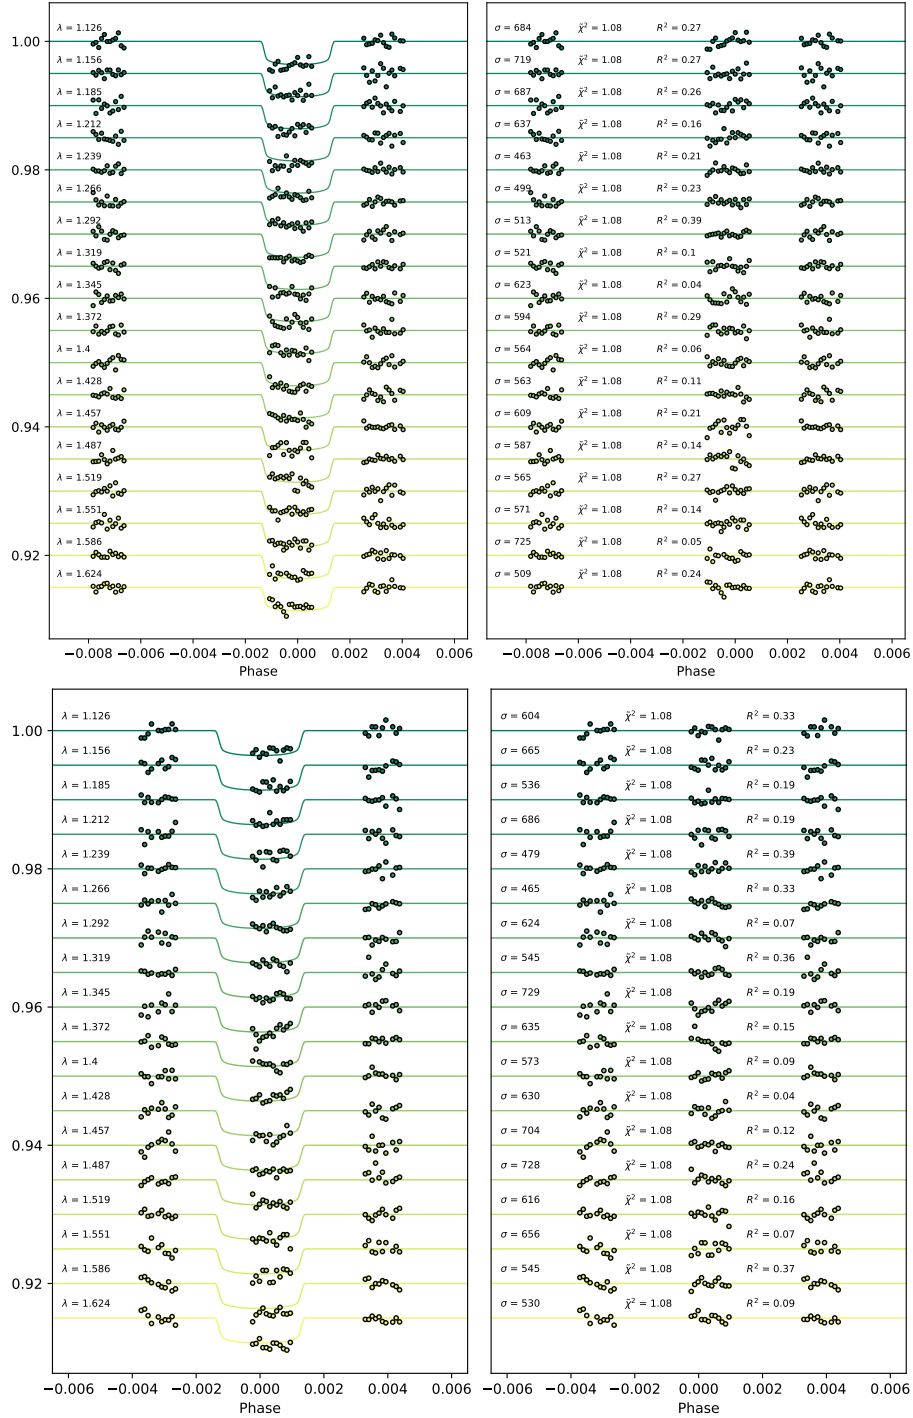 λ = 1.126
1.00
λ = 1.156
λ = 1.185
λ = 1.212
λ = 1.239
0.98
λ = 1.266
λ = 1.292
λ = 1.319
λ = 1.345
0.96
λ = 1.372
λ = 1.4
λ = 1.428
λ = 1.457
0.94
λ = 1.487
λ = 1.519
λ = 1.551
λ = 1.586
0.92
λ = 1.624
−0.008 −0.006 −0.004 −0.002 0.000 0.002 0.004 0.006
Phase
σ = 684 χ̃² = 1.08 R² = 0.27
σ = 719 χ̃² = 1.08 R² = 0.27
σ = 687 χ̃² = 1.08 R² = 0.26
σ = 637 χ̃² = 1.08 R² = 0.16
σ = 463 χ̃² = 1.08 R² = 0.21
σ = 499 χ̃² = 1.08 R² = 0.23
σ = 513 χ̃² = 1.08 R² = 0.39
σ = 521 χ̃² = 1.08 R² = 0.1
σ = 623 χ̃² = 1.08 R² = 0.04
σ = 594 χ̃² = 1.08 R² = 0.29
σ = 564 χ̃² = 1.08 R² = 0.06
σ = 563 χ̃² = 1.08 R² = 0.11
σ = 609 χ̃² = 1.08 R² = 0.21
σ = 587 χ̃² = 1.08 R² = 0.14
σ = 565 χ̃² = 1.08 R² = 0.27
σ = 571 χ̃² = 1.08 R² = 0.14
σ = 725 χ̃² = 1.08 R² = 0.05
σ = 509 χ̃² = 1.08 R² = 0.24
−0.008 −0.006 −0.004 −0.002 0.000 0.002 0.004 0.006
Phase
λ = 1.126
1.00
λ = 1.156
λ = 1.185
λ = 1.212
λ = 1.239
0.98
λ = 1.266
λ = 1.292
λ = 1.319
λ = 1.345
0.96
λ = 1.372
λ = 1.4
λ = 1.428
λ = 1.457
0.94
λ = 1.487
λ = 1.519
λ = 1.551
λ = 1.586
0.92
λ = 1.624
−0.006 −0.004 −0.002 0.000 0.002 0.004 0.006
Phase
σ = 604 χ̃² = 1.08 R² = 0.33
σ = 665 χ̃² = 1.08 R² = 0.23
σ = 536 χ̃² = 1.08 R² = 0.19
σ = 686 χ̃² = 1.08 R² = 0.19
σ = 479 χ̃² = 1.08 R² = 0.39
σ = 465 χ̃² = 1.08 R² = 0.33
σ = 624 χ̃² = 1.08 R² = 0.07
σ = 545 χ̃² = 1.08 R² = 0.36
σ = 729 χ̃² = 1.08 R² = 0.19
σ = 635 χ̃² = 1.08 R² = 0.15
σ = 573 χ̃² = 1.08 R² = 0.09
σ = 630 χ̃² = 1.08 R² = 0.04
σ = 704 χ̃² = 1.08 R² = 0.12
σ = 728 χ̃² = 1.08 R² = 0.24
σ = 616 χ̃² = 1.08 R² = 0.16
σ = 656 χ̃² = 1.08 R² = 0.07
σ = 545 χ̃² = 1.08 R² = 0.37
σ = 530 χ̃² = 1.08 R² = 0.09
−0.006 −0.004 −0.002 0.000 0.002 0.004 0.006
Phase